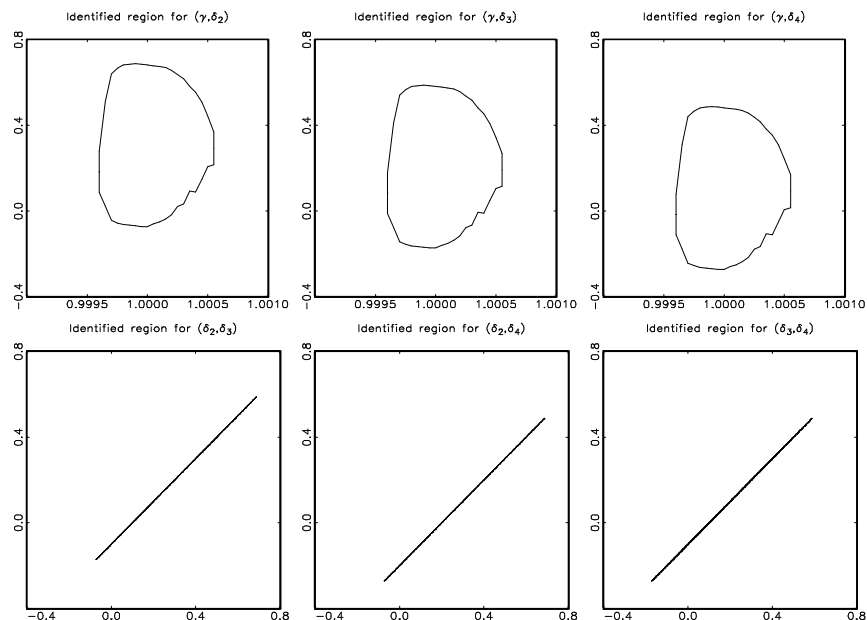 Identified region for (γ,δ₂)
0.8
0.4
0.0
−0.4
0.9995 1.0000 1.0005 1.0010
Identified region for (γ,δ₃)
0.8
0.4
0.0
−0.4
0.9995 1.0000 1.0005 1.0010
Identified region for (γ,δ₄)
0.8
0.4
0.0
−0.4
0.9995 1.0000 1.0005 1.0010
Identified region for (δ₂,δ₃)
0.8
0.4
0.0
−0.4 0.0 0.4 0.8
Identified region for (δ₂,δ₄)
0.8
0.4
0.0
−0.4 0.0 0.4 0.8
Identified region for (δ₃,δ₄)
0.8
0.4
0.0
−0.4 0.0 0.4 0.8